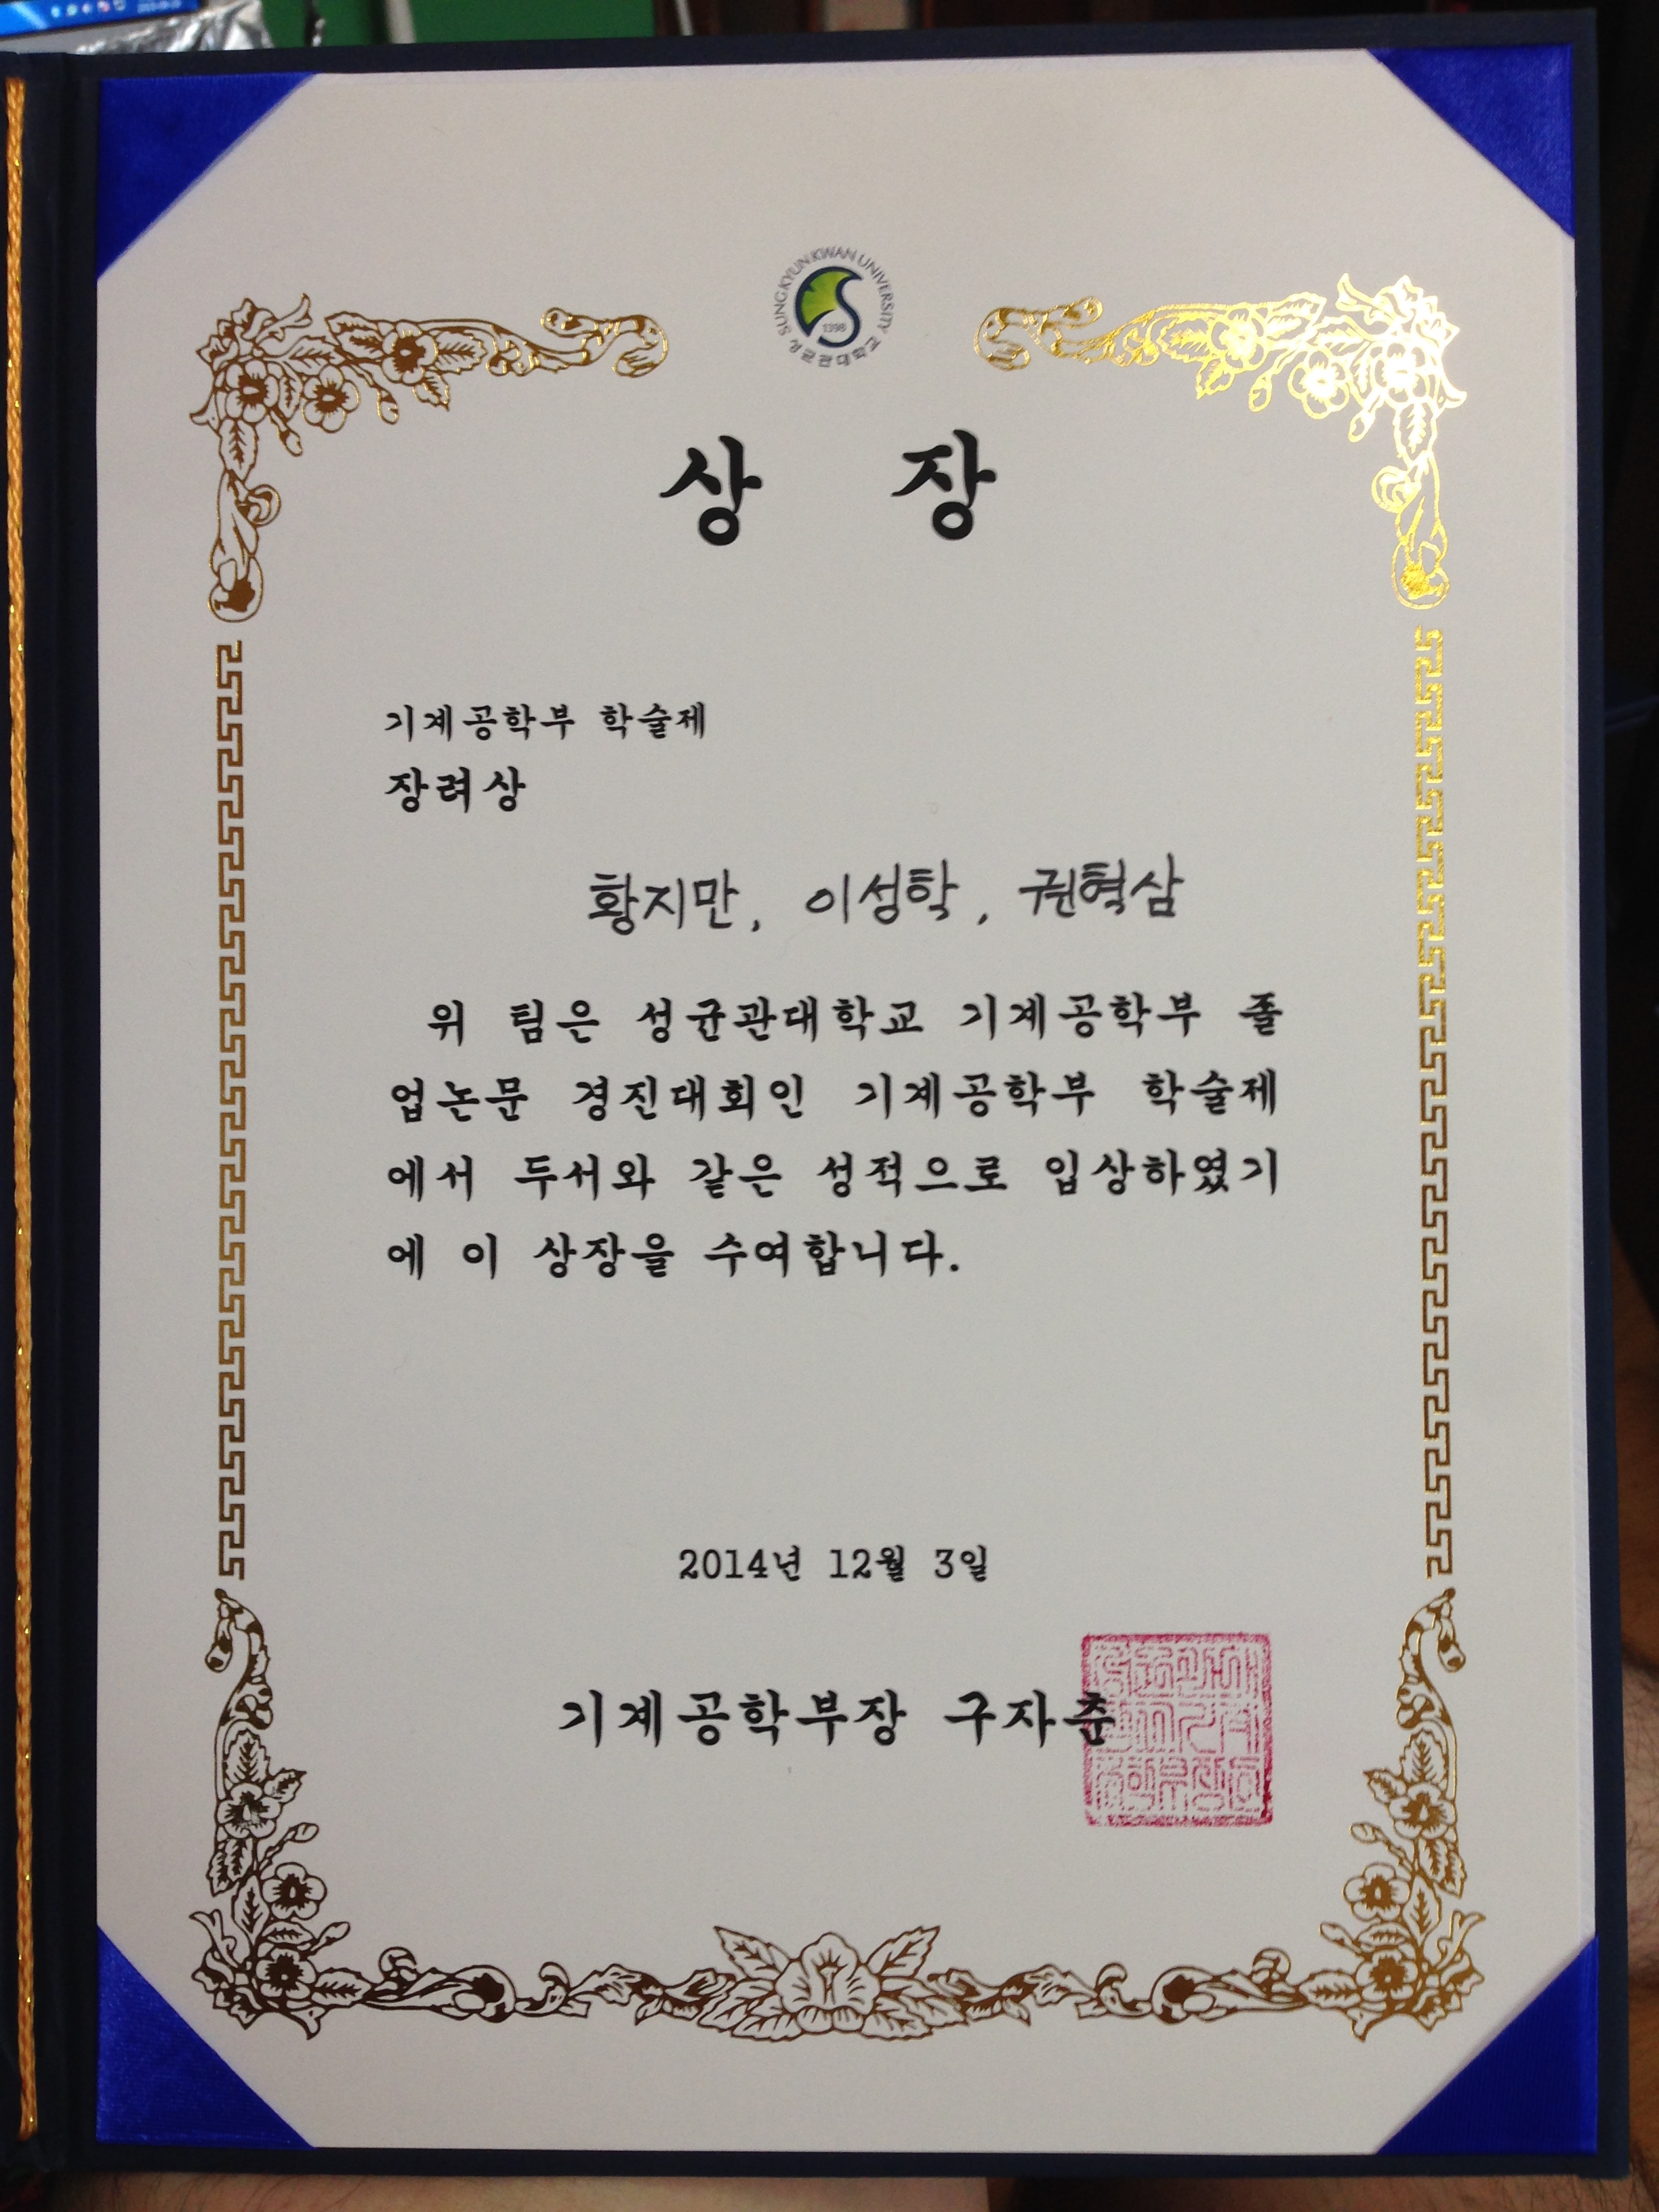 SUNGKYUNKWAN UNIVERSITY
1398
성균관대학교
상 장
기계공학부 학술제
장려상
황지만, 이성학, 권혁삼
위 팀은 성균관대학교 기계공학부 졸
업논문 경진대회인 기계공학부 학술제
에서 두서와 같은 성적으로 입상하였기
에 이 상장을 수여합니다.
2014년 12월 3일
기계공학부장 구자춘